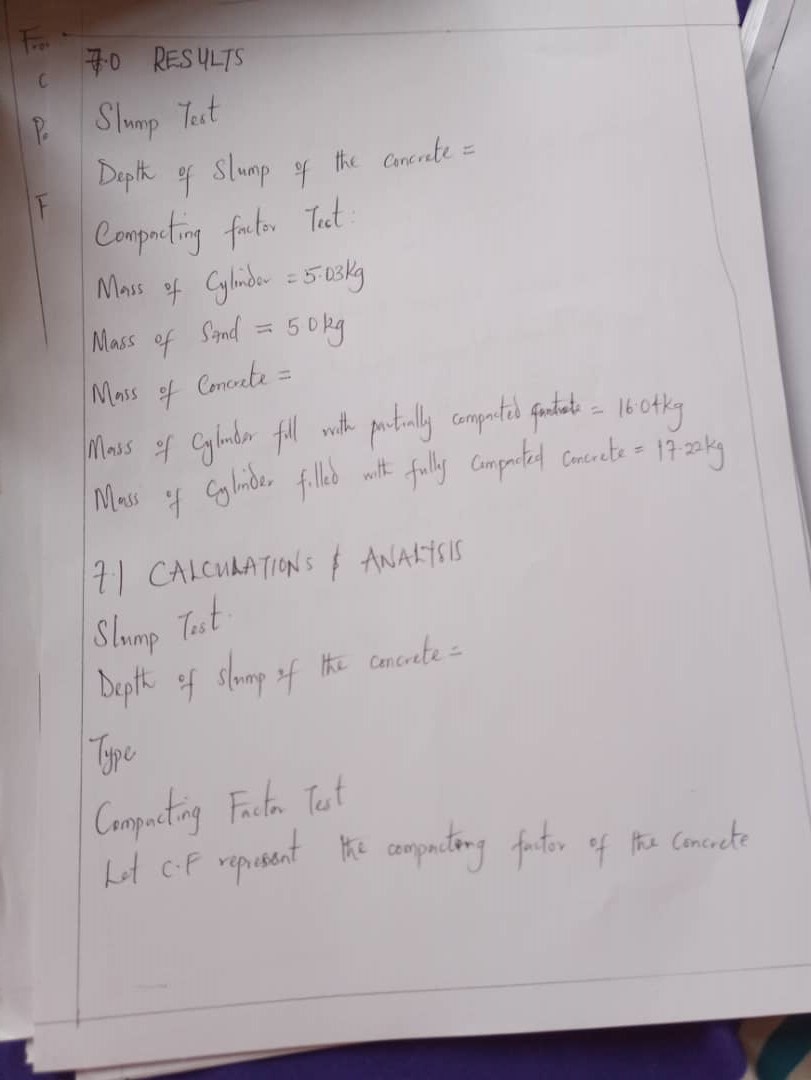 From
C
Po
F
7.0 RESULTS
Slump Test
Depth of Slump of the Concrete =
Compacting factor Test:
Mass of Cylinder = 5.03kg
Mass of Sand = 50kg
Mass of Concrete =
Mass of Cylinder fill with partially compacted = 16.04kg
Mass of Cylinder filled with fully Compacted Concrete = 17.22kg
7.1 CALCULATIONS & ANALYSIS
Slump Test.
Depth of slump of the concrete =
Type
Compacting Factor Test
Let C.F represent the compacting factor of the Concrete